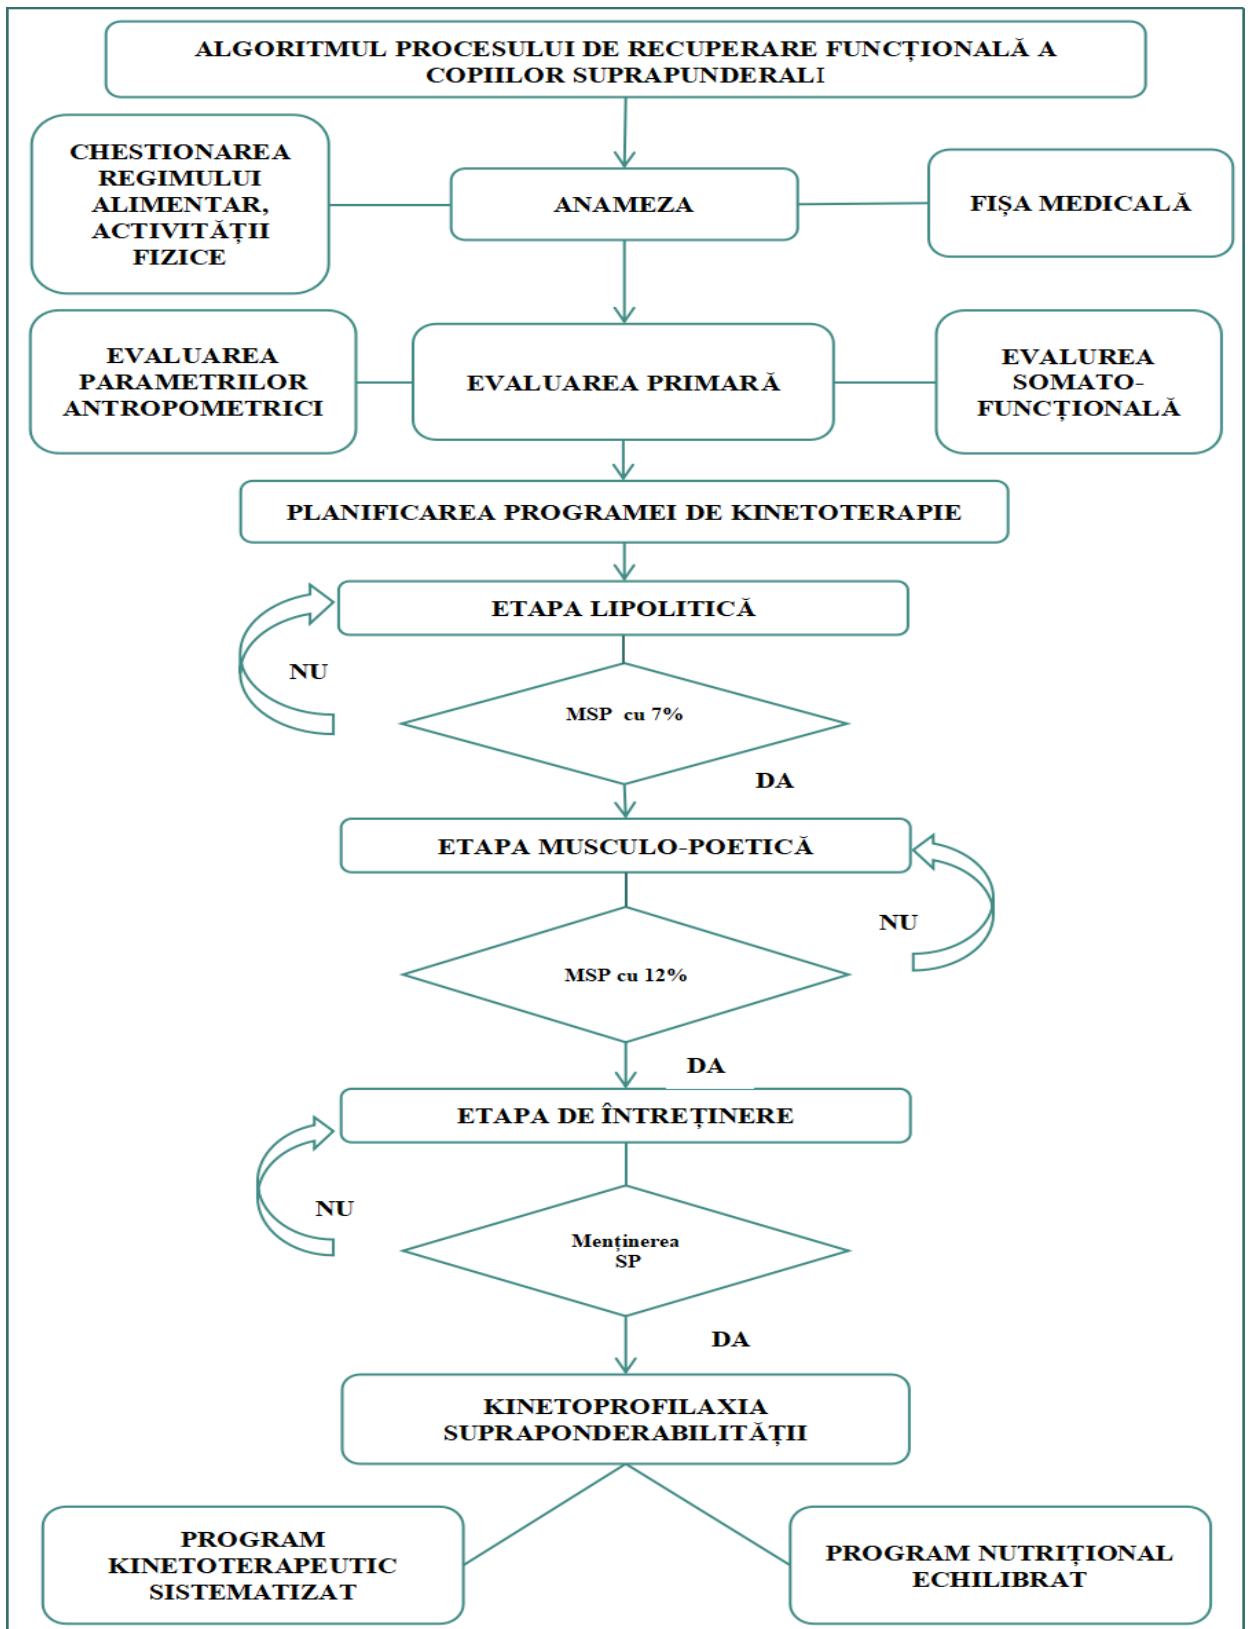 ALGORITMUL PROCESULUI DE RECUPERARE FUNCȚIONALĂ A
COPIILOR SUPRAPUNDERALI
CHESTIONAREA
REGIMULUI
ALIMENTAR,
ACTIVITĂȚII
FIZICE
ANAMEZA
FIȘA MEDICALĂ
EVALUAREA
PARAMETRILOR
ANTROPOMETRICI
EVALUAREA PRIMARĂ
EVALUREA
SOMATO-
FUNCȚIONALĂ
PLANIFICAREA PROGRAMEI DE KINETOTERAPIE
ETAPA LIPOLITICĂ
NU
MSP cu 7%
DA
ETAPA MUSCULO-POETICĂ
NU
MSP cu 12%
DA
ETAPA DE ÎNTREȚINERE
NU
Menținerea
SP
DA
KINETOPROFILAXIA
SUPRAPONDERABILITĂȚII
PROGRAM
KINETOTERAPEUTIC
SISTEMATIZAT
PROGRAM NUTRIȚIONAL
ECHILIBRAT